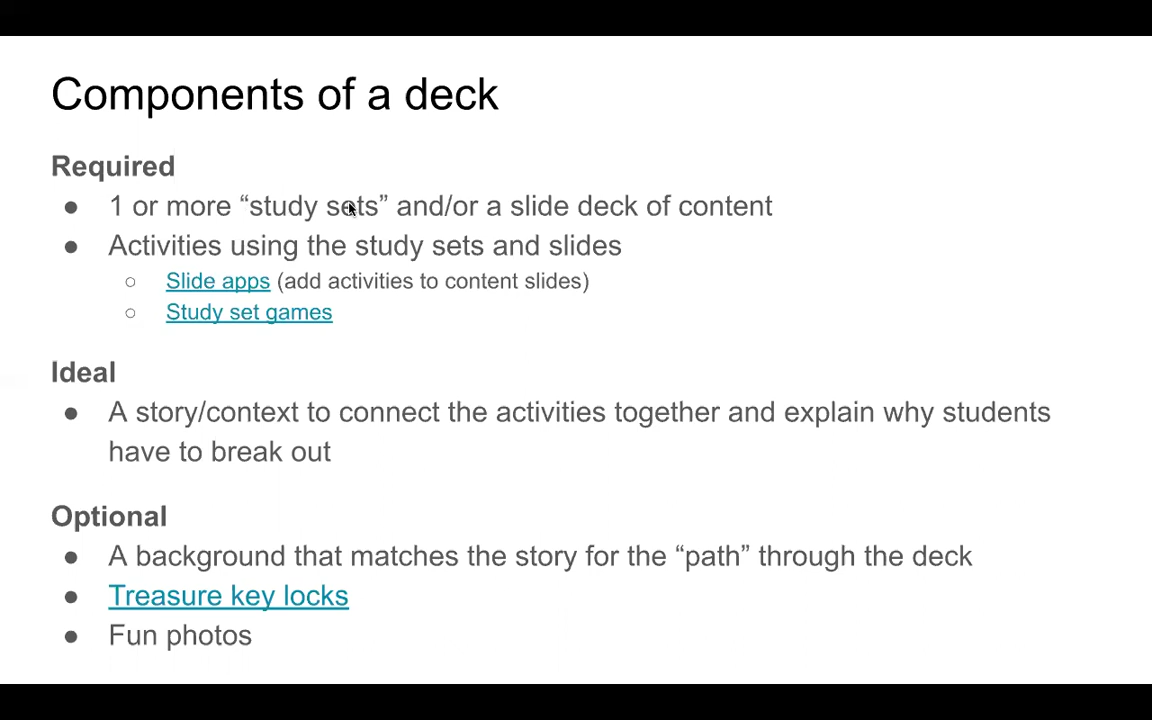 Components of a deck
Required
● 1 or more “study sets” and/or a slide deck of content
● Activities using the study sets and slides
○ Slide apps (add activities to content slides)
○ Study set games
Ideal
● A story/context to connect the activities together and explain why students
have to break out
Optional
● A background that matches the story for the “path” through the deck
● Treasure key locks
● Fun photos